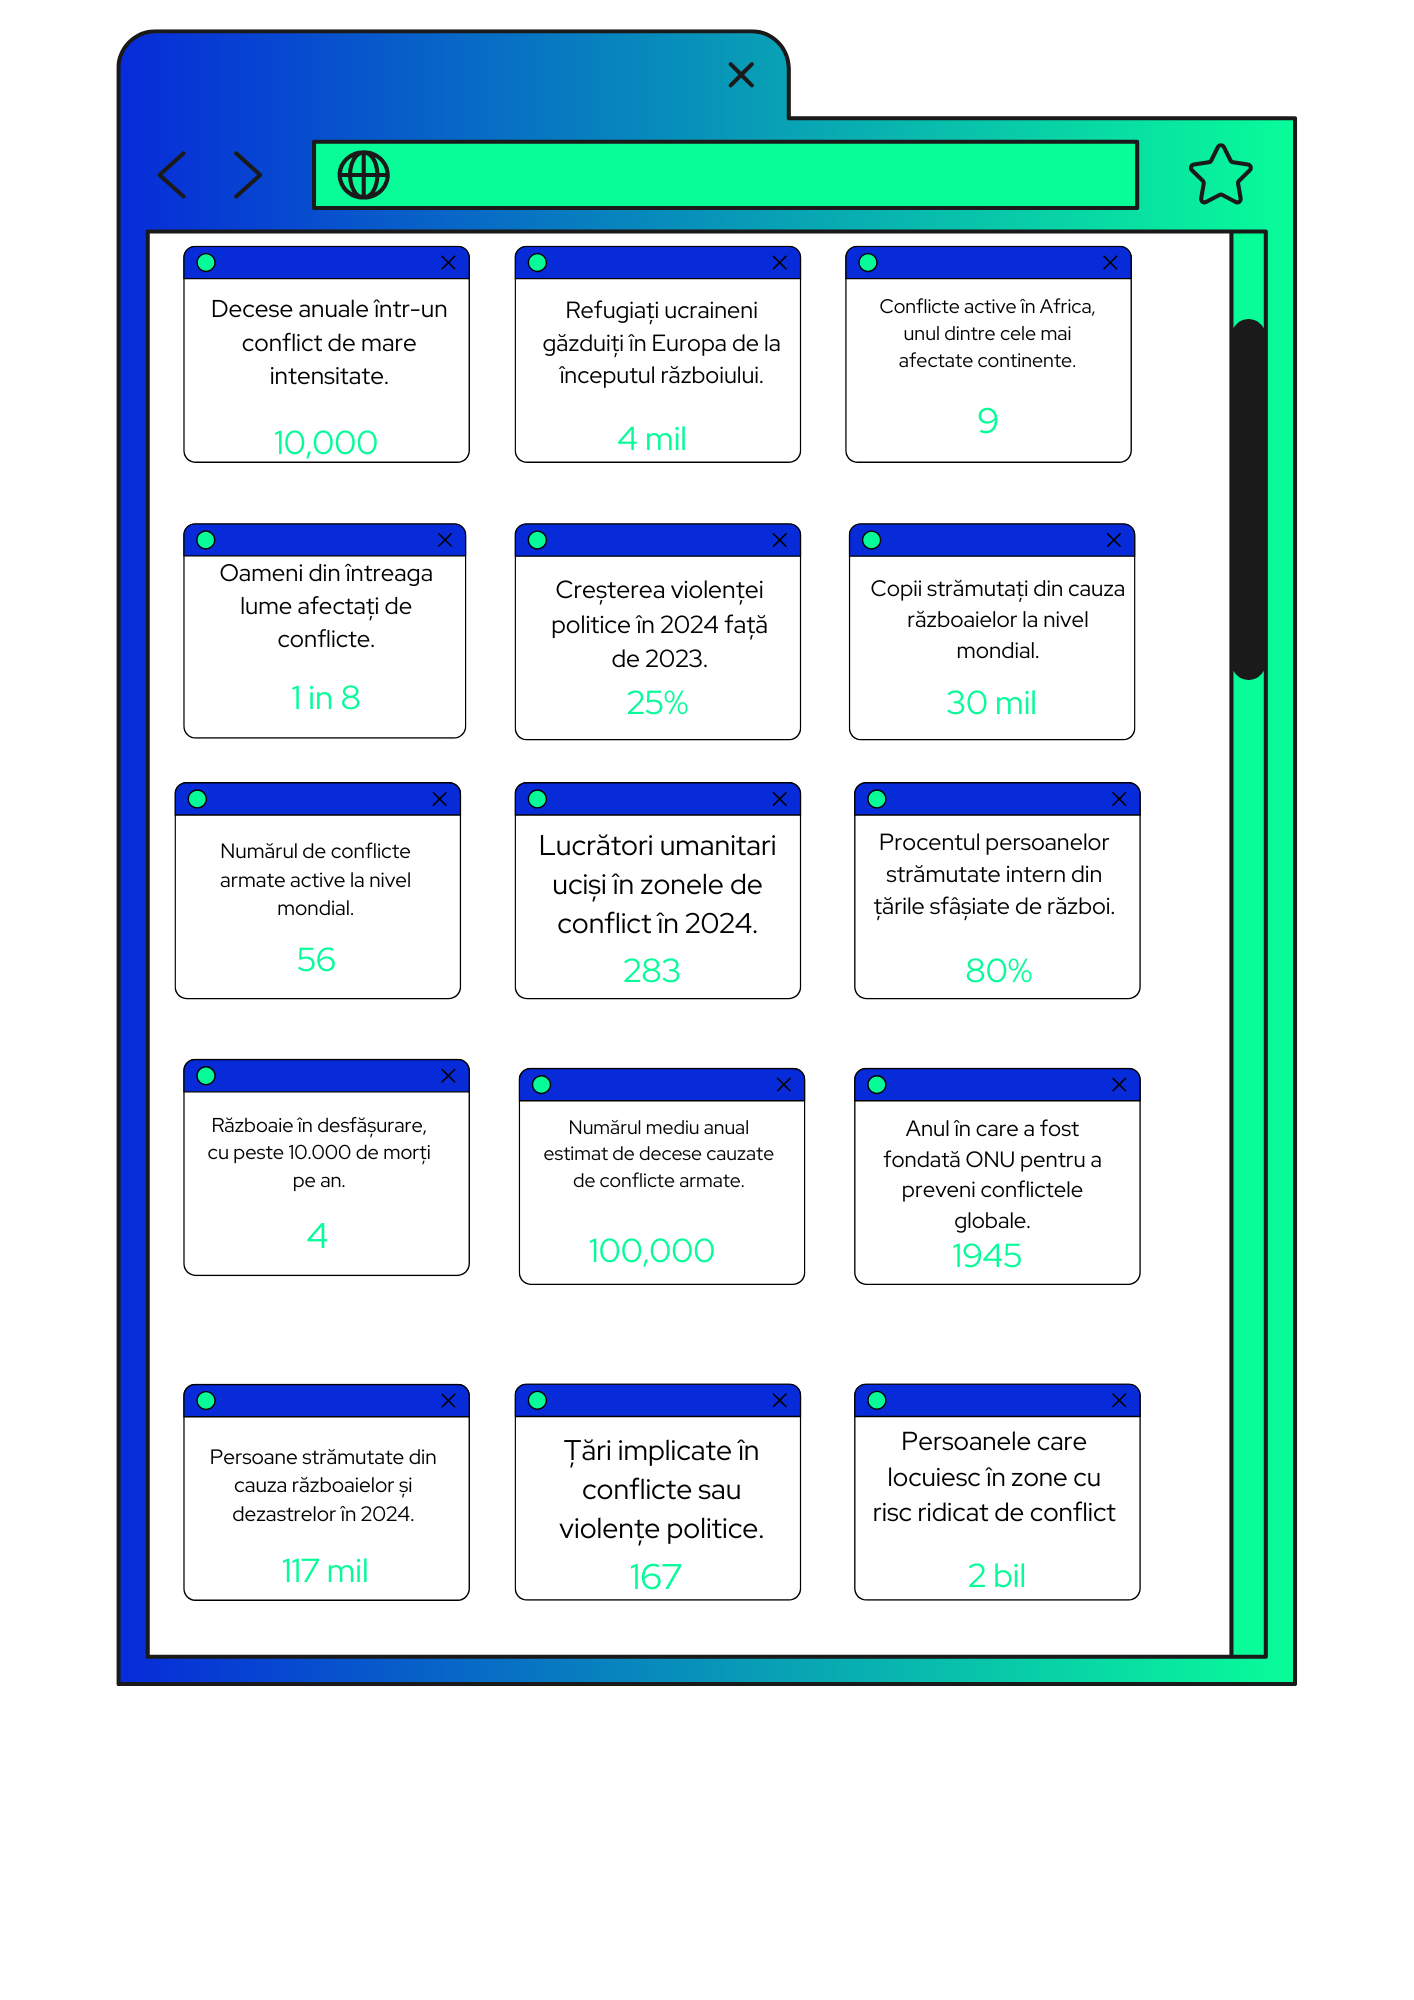 Decese anuale într-un
conflict de mare
intensitate.
10,000
Refugiați ucraineni
găzduiți în Europa de la
începutul războiului.
4 mil
Conflicte active în Africa,
unul dintre cele mai
afectate continente.
9
Oameni din întreaga
lume afectați de
conflicte.
1 in 8
Creșterea violenței
politice în 2024 față
de 2023.
25%
Copii strămutați din cauza
războaielor la nivel
mondial.
30 mil
Numărul de conflicte
armate active la nivel
mondial.
56
Lucrători umanitari
uciși în zonele de
conflict în 2024.
283
Procentul persoanelor
strămutate intern din
țările sfâșiate de război.
80%
Războaie în desfășurare,
cu peste 10.000 de morți
pe an.
4
Numărul mediu anual
estimat de decese cauzate
de conflicte armate.
100,000
Anul în care a fost
fondată ONU pentru a
preveni conflictele
globale.
1945
Persoane strămutate din
cauza războaielor și
dezastrelor în 2024.
117 mil
Țări implicate în
conflicte sau
violențe politice.
167
Persoanele care
locuiesc în zone cu
risc ridicat de conflict
2 bil